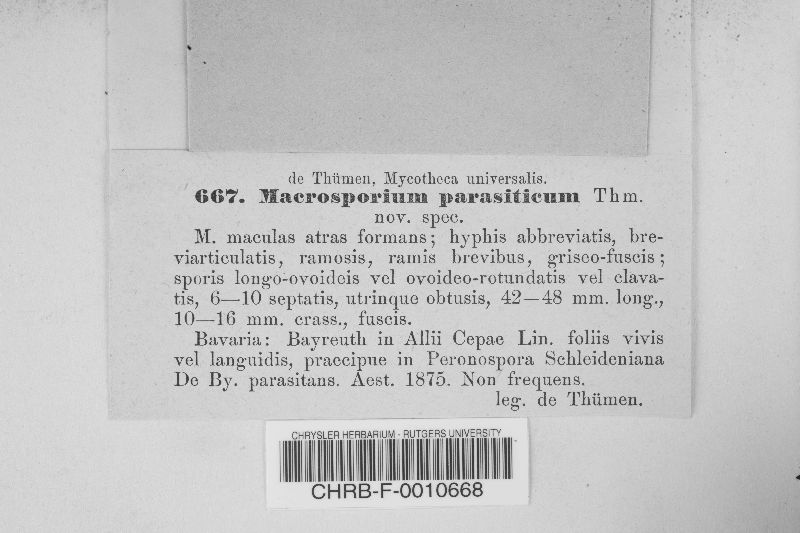 de Thümen, Mycotheca universalis.
667. Macrosporium parasiticum Thm.
nov. spec.
M. maculas atras formans; hyphis abbreviatis, bre-
viarticulatis, ramosis, ramis brevibus, griseo-fuscis;
sporis longo-ovoideis vel ovoideo-rotundatis vel clava-
tis, 6—10 septatis, utrinque obtusis, 42—48 mm. long.,
10—16 mm. crass., fuscis.
Bavaria: Bayreuth in Allii Cepae Lin. foliis vivis
vel languidis, praecipue in Peronospora Schleideniana
De By. parasitans. Aest. 1875. Non frequens.
leg. de Thümen.
CHRYSLER HERBARIUM - RUTGERS UNIVERSITY
CHRB-F-0010668